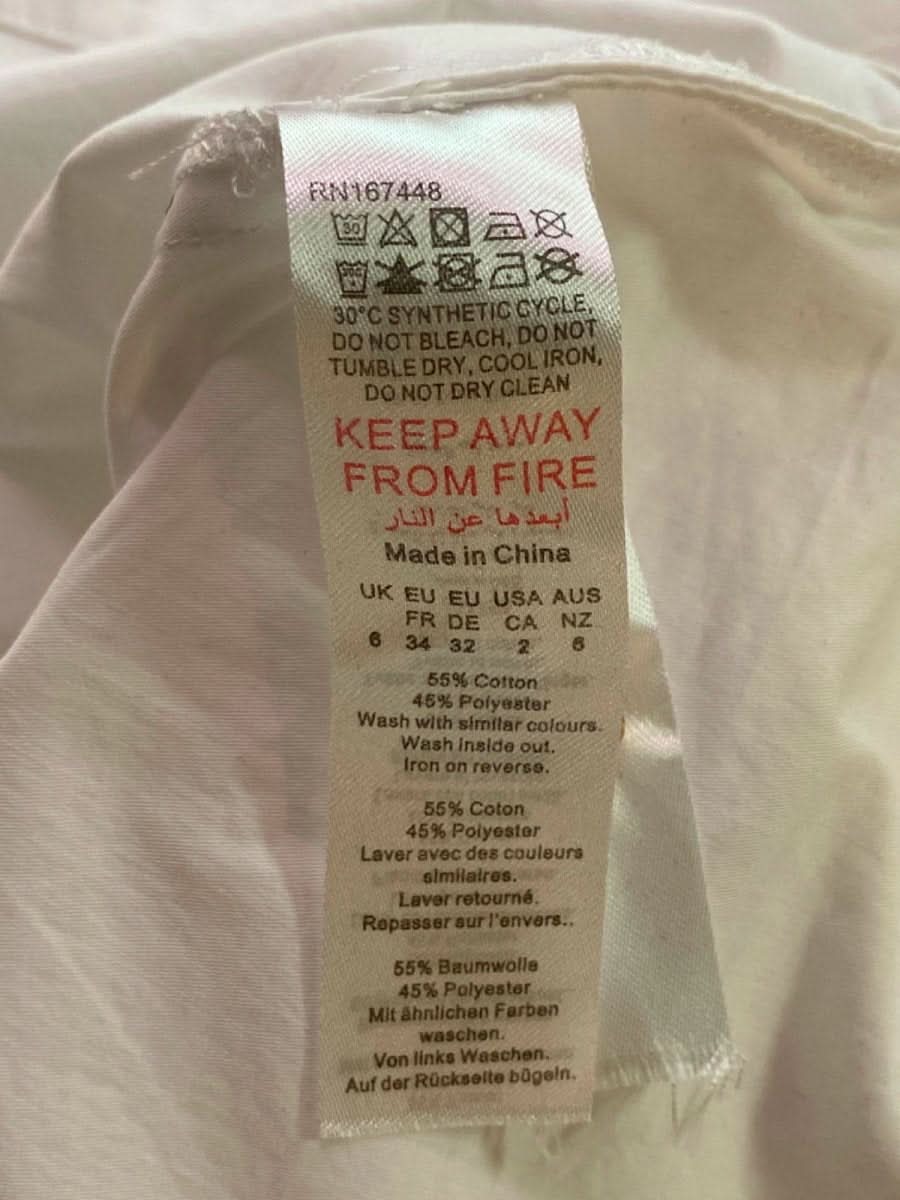 RN167448
30
30C
30°C SYNTHETIC CYCLE,
DO NOT BLEACH, DO NOT
TUMBLE DRY, COOL IRON,
DO NOT DRY CLEAN
KEEP AWAY
FROM FIRE
أبعدها عن النار
Made in China
UK EU EU USA AUS
FR DE CA NZ
6 34 32 2 6
55% Cotton
45% Polyester
Wash with similar colours.
Wash inside out.
Iron on reverse.
55% Coton
45% Polyester
Laver avec des couleurs
similaires.
Laver retourné.
Repasser sur l'envers..
55% Baumwolle
45% Polyester
Mit ähnlichen Farben
waschen.
Von links Waschen.
Auf der Rückseite bügeln.